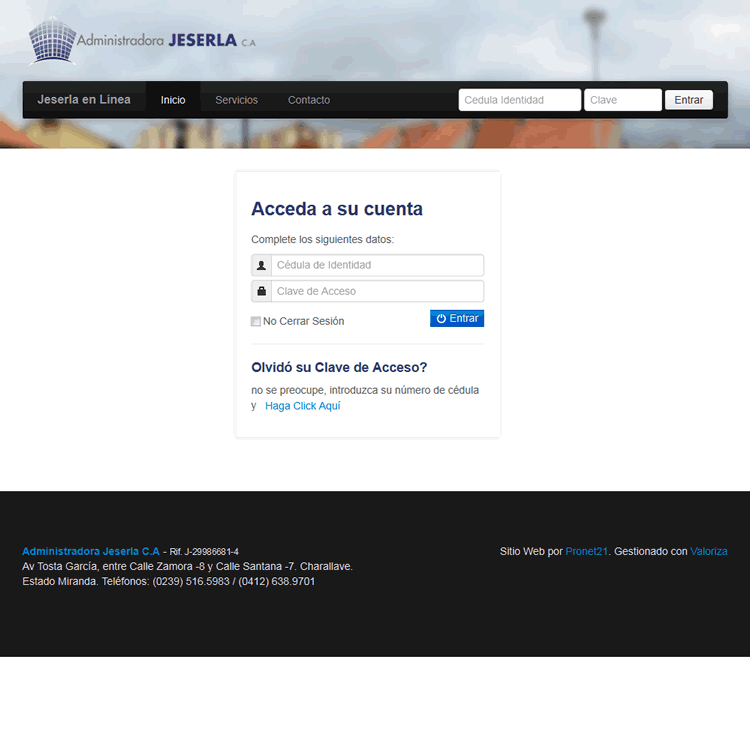 Administradora JESERLA C.A
Jeserla en Linea Inicio Servicios Contacto Cedula Identidad Clave Entrar
Acceda a su cuenta
Complete los siguientes datos:
Cédula de Identidad
Clave de Acceso
No Cerrar Sesión Entrar
Olvidó su Clave de Acceso?
no se preocupe, introduzca su número de cédula
y Haga Click Aquí
Administradora Jeserla C.A - Rif. J-29986681-4
Av Tosta García, entre Calle Zamora -8 y Calle Santana -7. Charallave.
Estado Miranda. Teléfonos: (0239) 516.5983 / (0412) 638.9701
Sitio Web por Pronet21. Gestionado con Valoriza